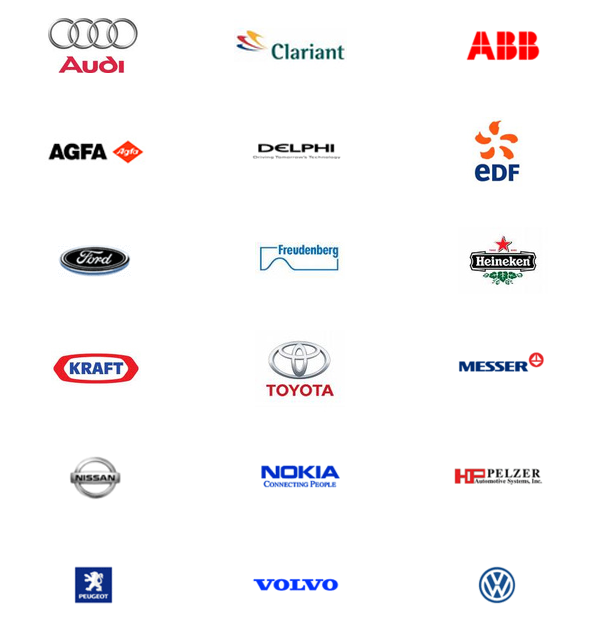 Audi
Clariant
ABB
AGFA Agfa
DELPHI
Driving Tomorrow's Technology
eDF
Ford
Freudenberg
Heineken
KRAFT
TOYOTA
MESSER
NISSAN
NOKIA
CONNECTING PEOPLE
HP PELZER
Automotive Systems, Inc.
PEUGEOT
VOLVO
VW